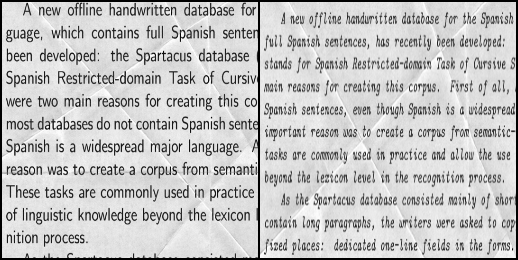 A new offline handwritten database for
guage, which contains full Spanish senten
been developed: the Spartacus database (
Spanish Restricted-domain Task of Cursiv
were two main reasons for creating this co
most databases do not contain Spanish sente
Spanish is a widespread major language. A
reason was to create a corpus from semanti
These tasks are commonly used in practice
of linguistic knowledge beyond the lexicon l
nition process.
As the Spartacus database consisted m
A new offline handwritten database for the Spanish
full Spanish sentences, has recently been developed:
stands for Spanish Restricted-domain Task of Cursive S
main reasons for creating this corpus. First of all,
Spanish sentences, even though Spanish is a widespread
important reason was to create a corpus from semantic-
tasks are commonly used in practice and allow the use
beyond the lexicon level in the recognition process.
As the Spartacus database consisted mainly of short
contain long paragraphs, the writers were asked to cop
fized places: dedicated one-line fields in the forms.